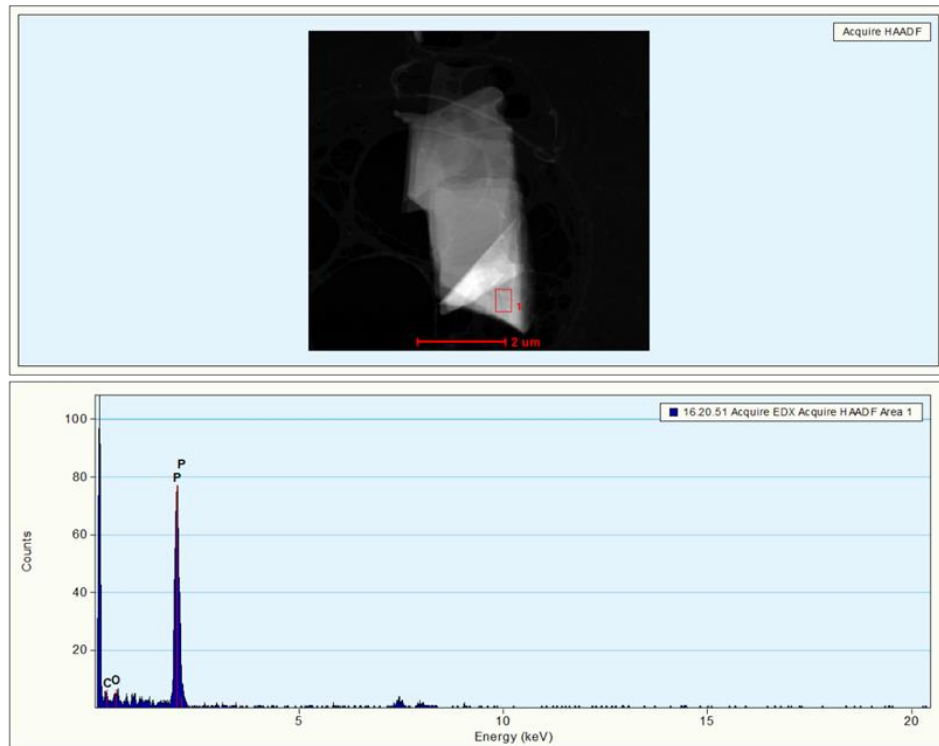 Acquire HAADF
1
2 um
16.20.51 Acquire EDX Acquire HAADF Area 1
100
80
60
40
20
Counts
P
P
C O
5
10
15
20
Energy (keV)